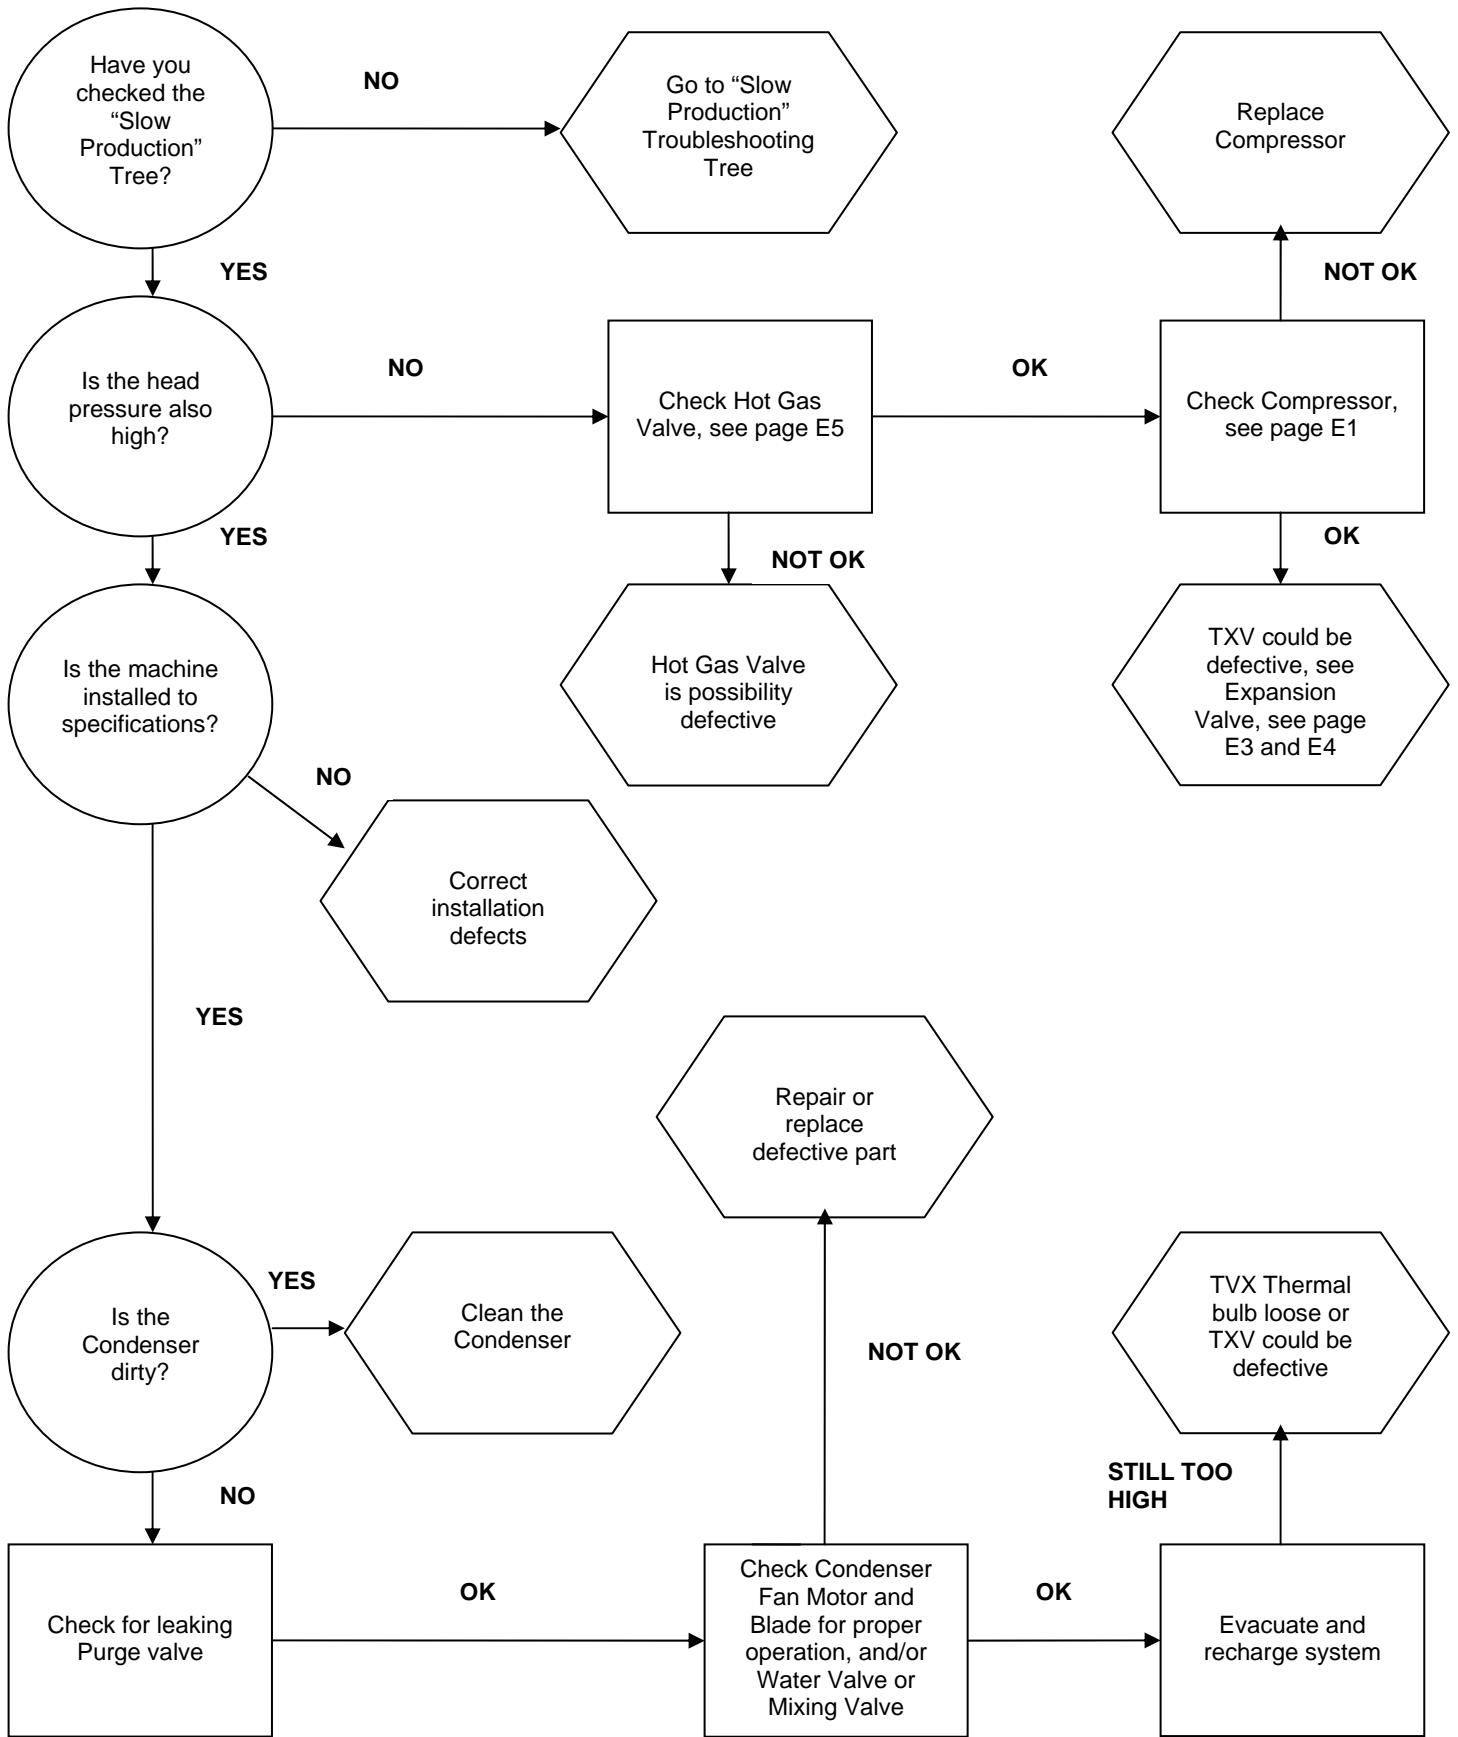 Have you
checked the
“Slow
Production”
Tree?
NO
Go to “Slow
Production”
Troubleshooting
Tree
Replace
Compressor
YES
NOT OK
Is the head
pressure also
high?
NO
Check Hot Gas
Valve, see page E5
OK
Check Compressor,
see page E1
YES
NOT OK
OK
Is the machine
installed to
specifications?
Hot Gas Valve
is possibility
defective
TXV could be
defective, see
Expansion
Valve, see page
E3 and E4
NO
Correct
installation
defects
YES
Repair or
replace
defective part
Is the
Condenser
dirty?
YES
Clean the
Condenser
NOT OK
TVX Thermal
bulb loose or
TXV could be
defective
STILL TOO
HIGH
NO
Check for leaking
Purge valve
OK
Check Condenser
Fan Motor and
Blade for proper
operation, and/or
Water Valve or
Mixing Valve
OK
Evacuate and
recharge system